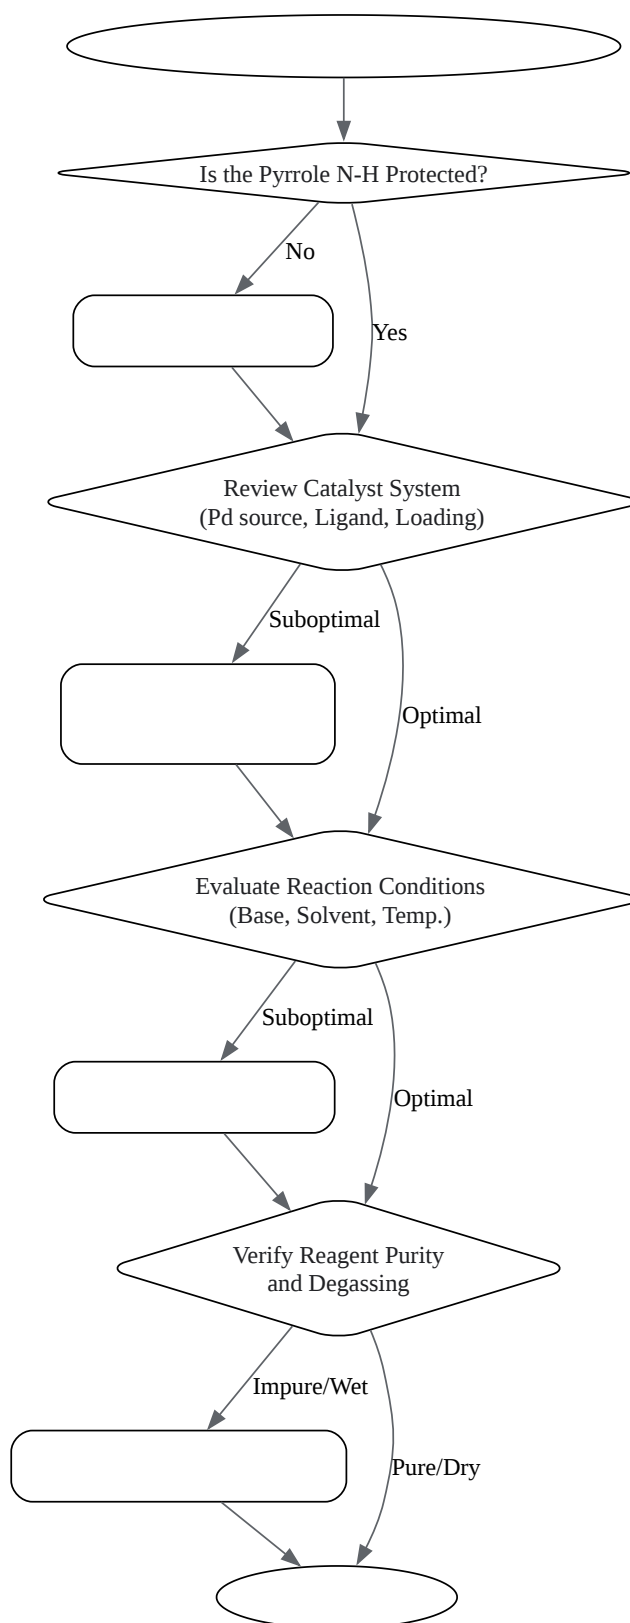 Is the Pyrrole N-H Protected?
No
Yes
Review Catalyst System
(Pd source, Ligand, Loading)
Suboptimal
Optimal
Evaluate Reaction Conditions
(Base, Solvent, Temp.)
Suboptimal
Optimal
Verify Reagent Purity
and Degassing
Impure/Wet
Pure/Dry